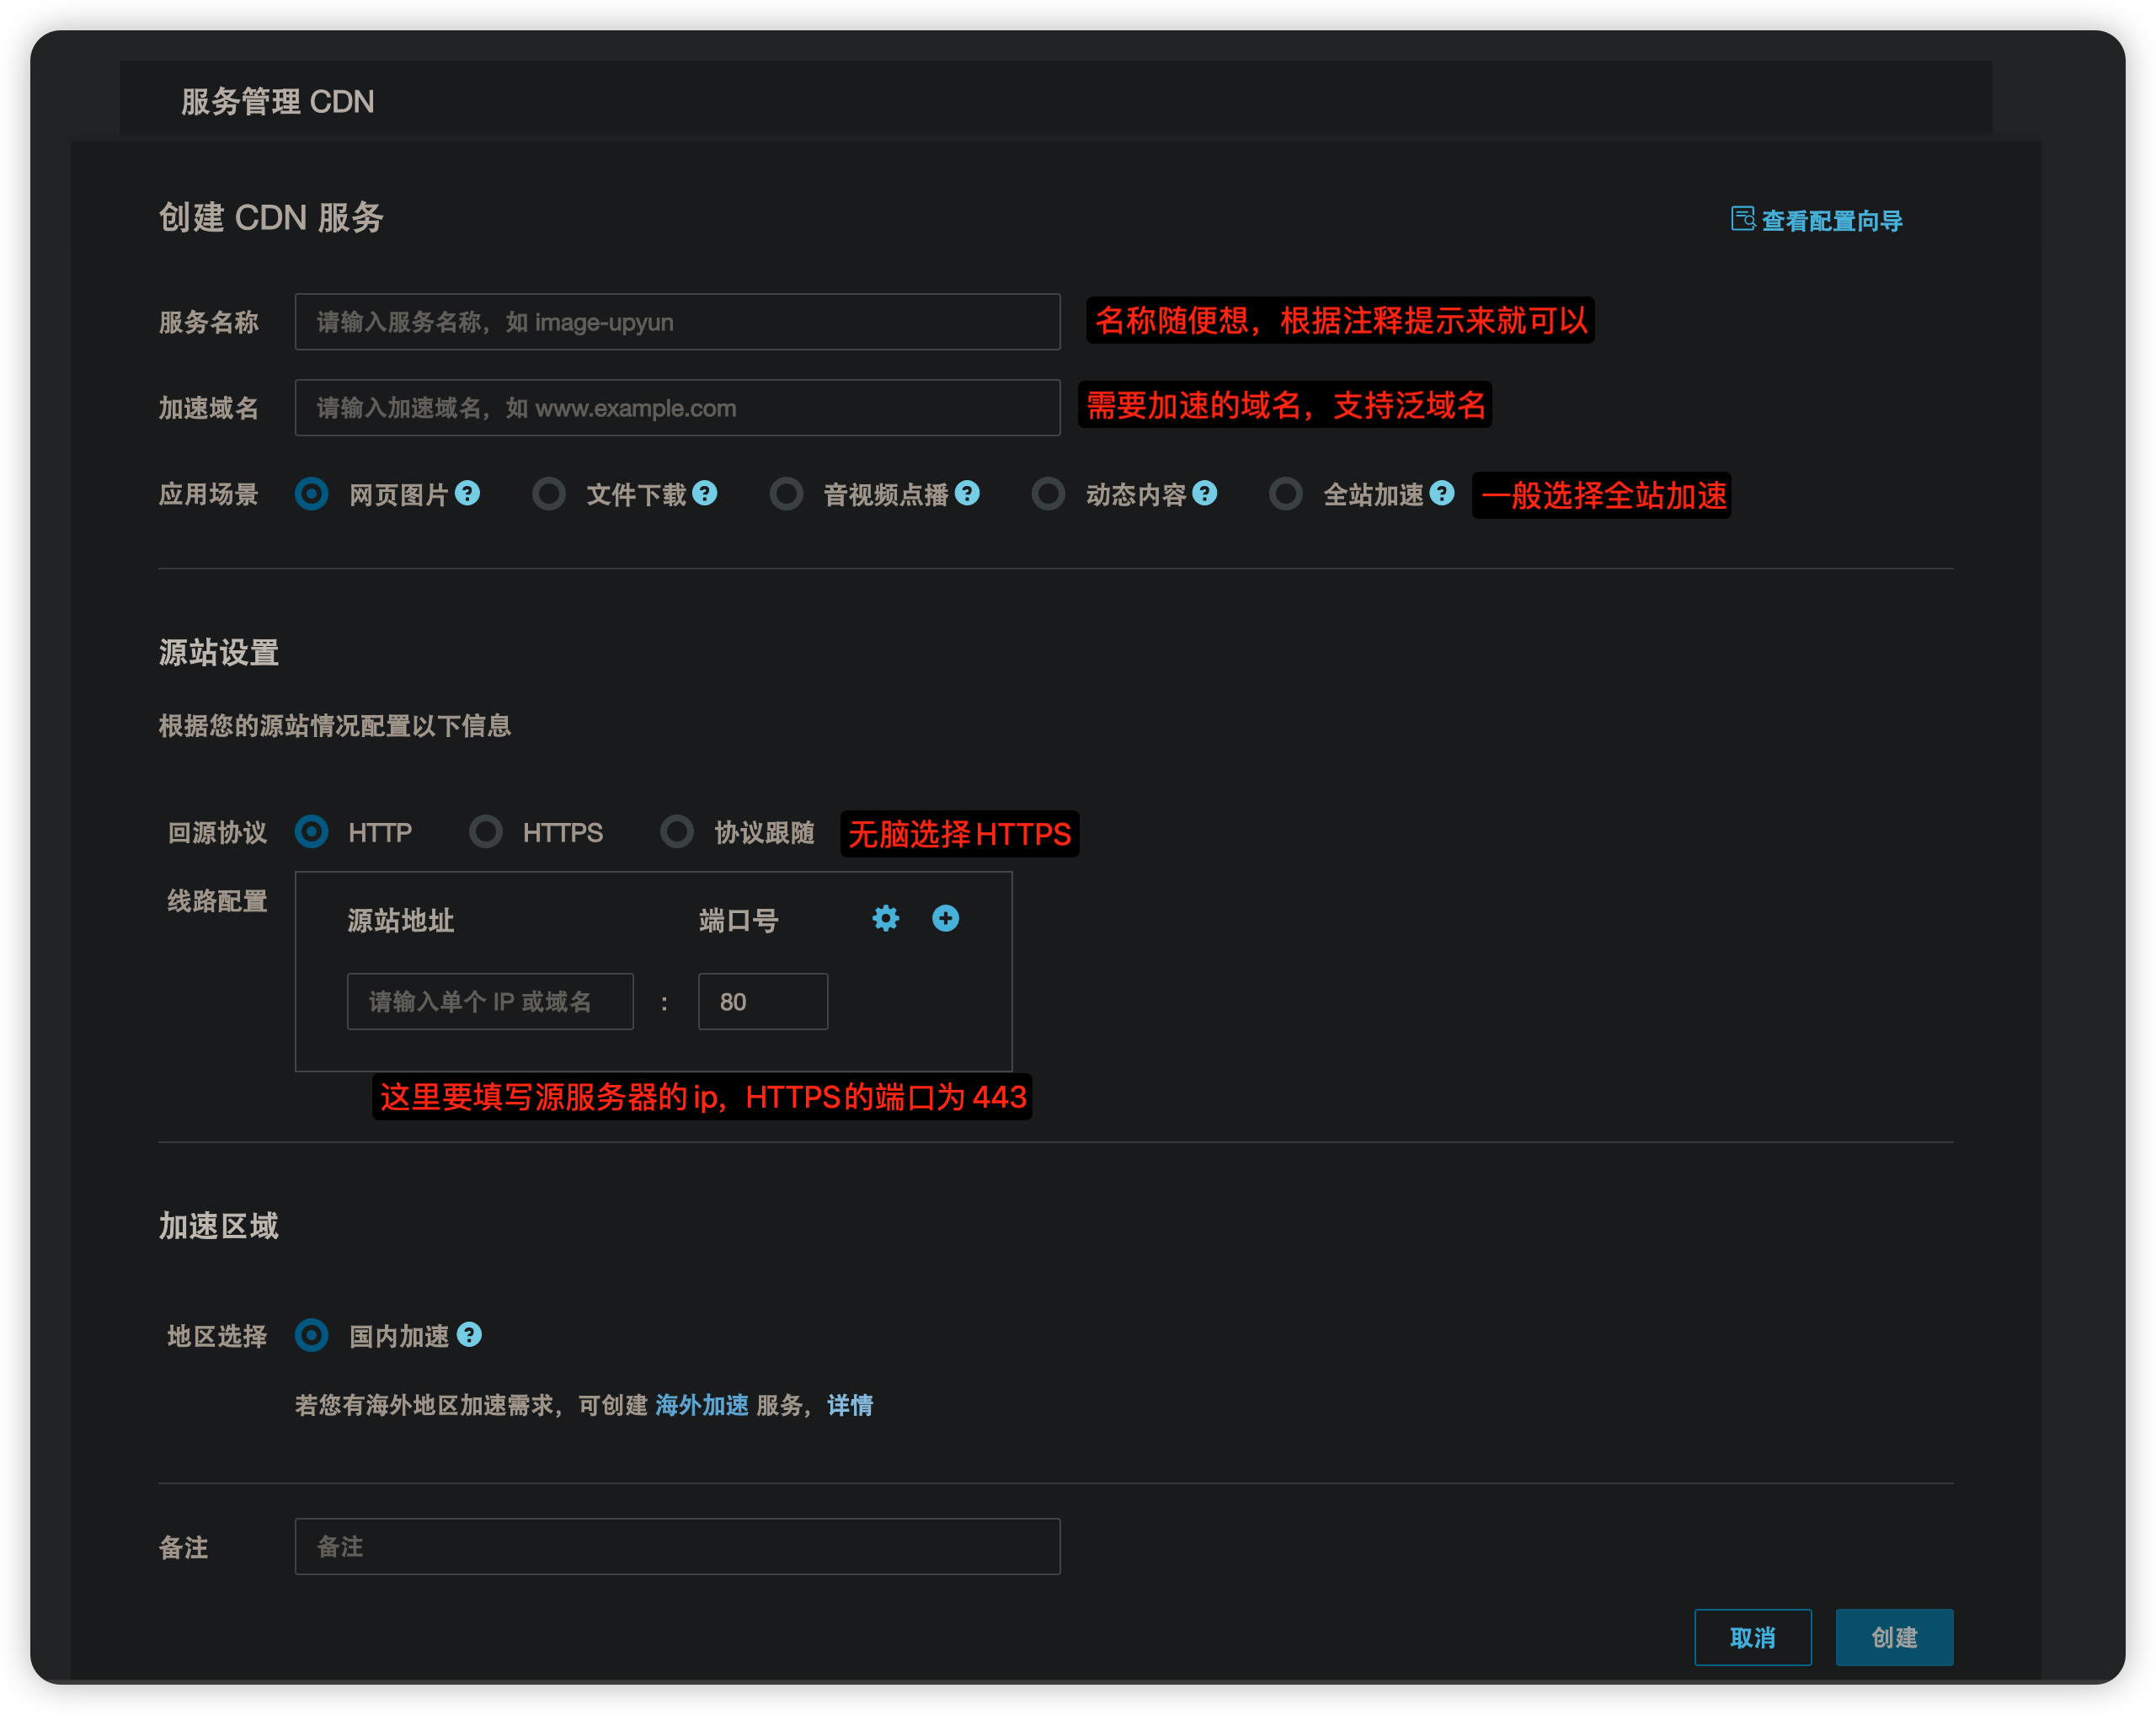 服务管理 CDN
创建 CDN 服务
查看配置向导
服务名称 请输入服务名称，如 image-upyun 名称随便想，根据注释提示来就可以
加速域名 请输入加速域名，如 www.example.com 需要加速的域名，支持泛域名
应用场景 网页图片 ? 文件下载 ? 音视频点播 ? 动态内容 ? 全站加速 ? 一般选择全站加速
源站设置
根据您的源站情况配置以下信息
回源协议 HTTP HTTPS 协议跟随 无脑选择HTTPS
线路配置
源站地址 端口号
请输入单个 IP 或域名 : 80
这里要填写源服务器的ip，HTTPS的端口为443
加速区域
地区选择 国内加速 ?
若您有海外地区加速需求，可创建 海外加速 服务，详情
备注 备注
取消 创建